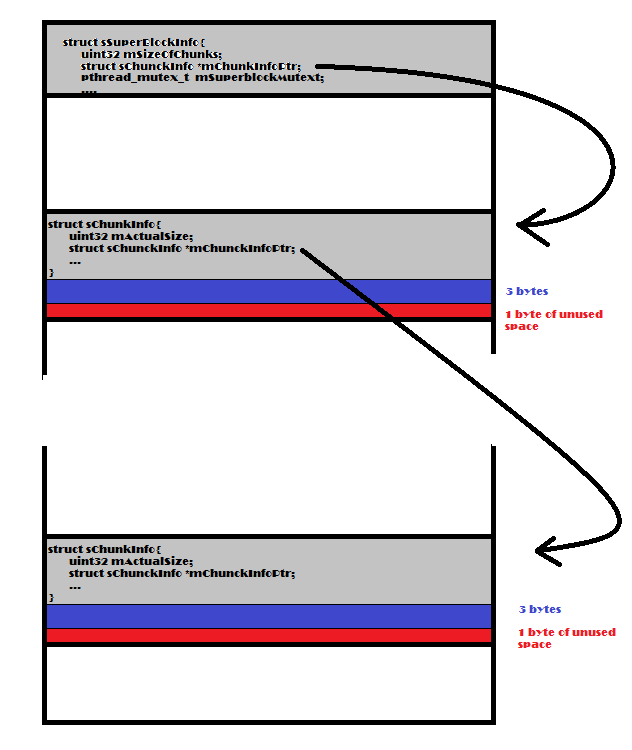 struct sSuperBlockInfo{
uint32 mSizeOfChunks;
struct sChunckInfo *mChunkInfoPtr;
pthread_mutex_t mSuperblockMutext;
....
struct sChunkInfo{
uint32 mActualSize;
struct sChunckInfo *mChunckInfoPtr;
...
}
3 bytes
1 byte of unused
space
struct sChunkInfo{
uint32 mActualSize;
struct sChunckInfo *mChunckInfoPtr;
...
}
3 bytes
1 byte of unused
space